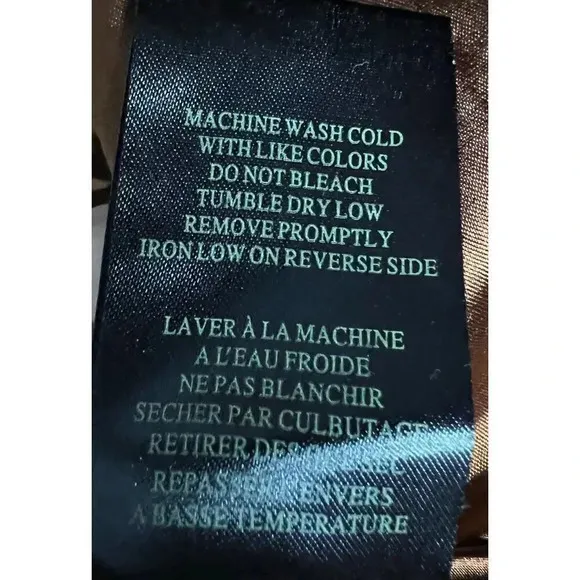 MACHINE WASH COLD
WITH LIKE COLORS
DO NOT BLEACH
TUMBLE DRY LOW
REMOVE PROMPTLY
IRON LOW ON REVERSE SIDE
LAVER À LA MACHINE
A L'EAU FROIDE
NE PAS BLANCHIR
SECHER PAR CULBUTAGE
RETIRER
ENVERS
A BASSE TEMPERATURE